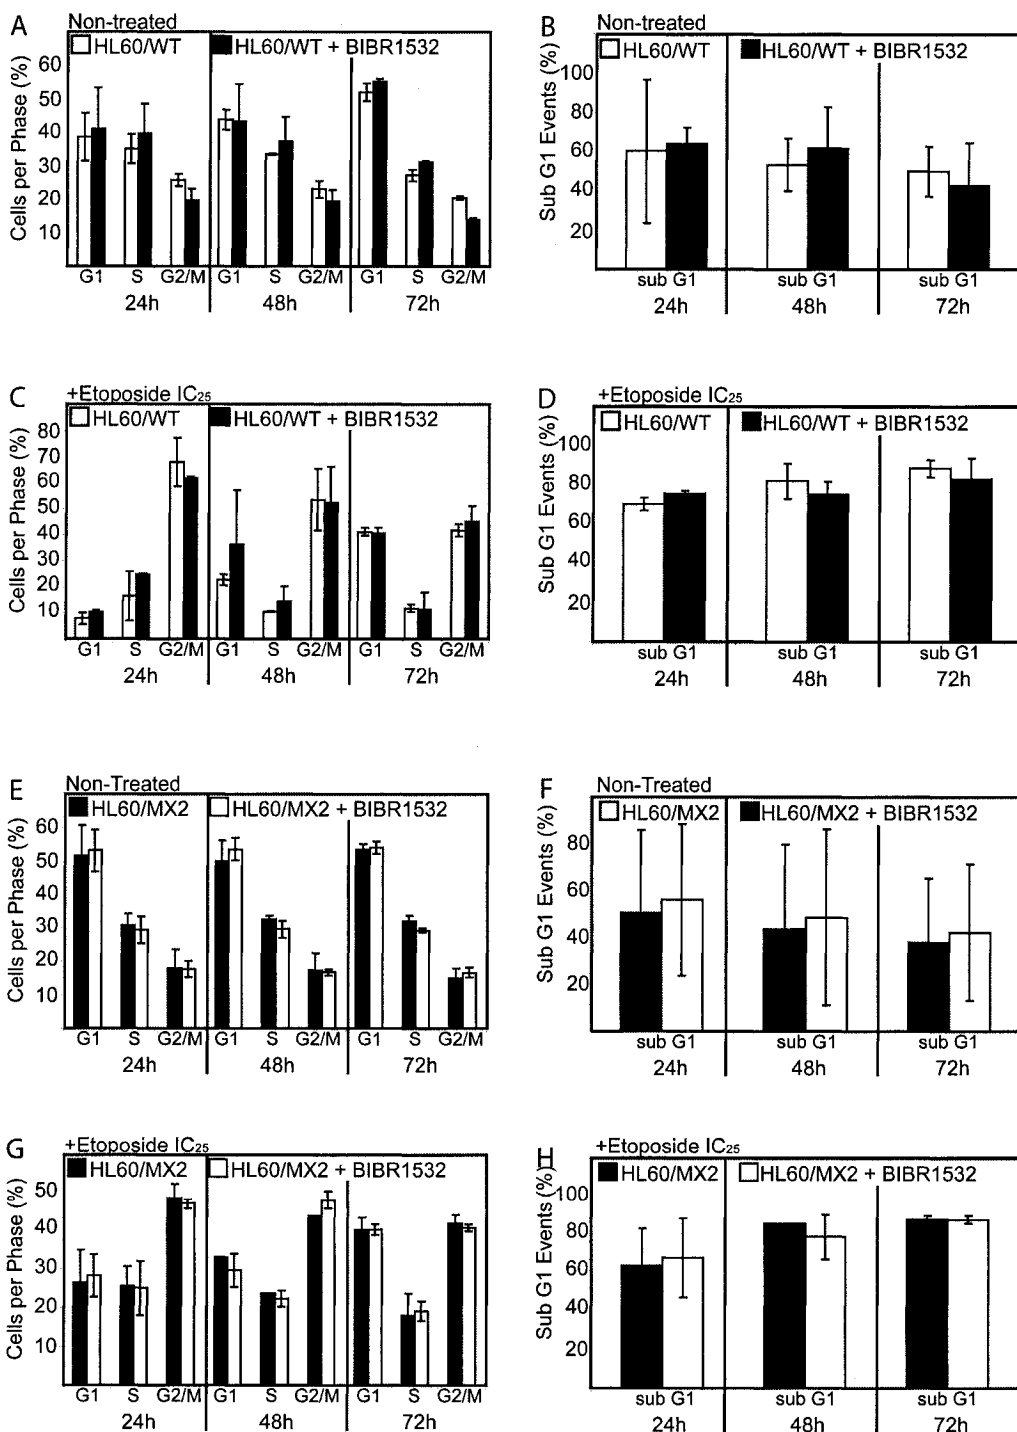 A
Non-treated
HL60/WT
HL60/WT + BIBR1532
Cells per Phase (%)
60
50
40
30
20
10
G1 S G2/M G1 S G2/M G1 S G2/M
24h 48h 72h
B
Non-treated
HL60/WT
HL60/WT + BIBR1532
Sub G1 Events (%)
100
80
60
40
20
sub G1 sub G1 sub G1
24h 48h 72h
C
+Etoposide IC25
HL60/WT
HL60/WT + BIBR1532
Cells per Phase (%)
80
70
60
50
40
30
20
10
G1 S G2/M G1 S G2/M G1 S G2/M
24h 48h 72h
D
+Etoposide IC25
HL60/WT
HL60/WT + BIBR1532
Sub G1 Events (%)
100
80
60
40
20
sub G1 sub G1 sub G1
24h 48h 72h
E
Non-Treated
HL60/MX2
HL60/MX2 + BIBR1532
Cells per Phase (%)
60
50
40
30
20
10
G1 S G2/M G1 S G2/M G1 S G2/M
24h 48h 72h
F
Non-Treated
HL60/MX2
HL60/MX2 + BIBR1532
Sub G1 Events (%)
80
60
40
20
sub G1 sub G1 sub G1
24h 48h 72h
G
+Etoposide IC25
HL60/MX2
HL60/MX2 + BIBR1532
Cells per Phase (%)
50
40
30
20
10
G1 S G2/M G1 S G2/M G1 S G2/M
24h 48h 72h
H
+Etoposide IC25
HL60/MX2
HL60/MX2 + BIBR1532
Sub G1 Events (%)
100
80
60
40
20
sub G1 sub G1 sub G1
24h 48h 72h